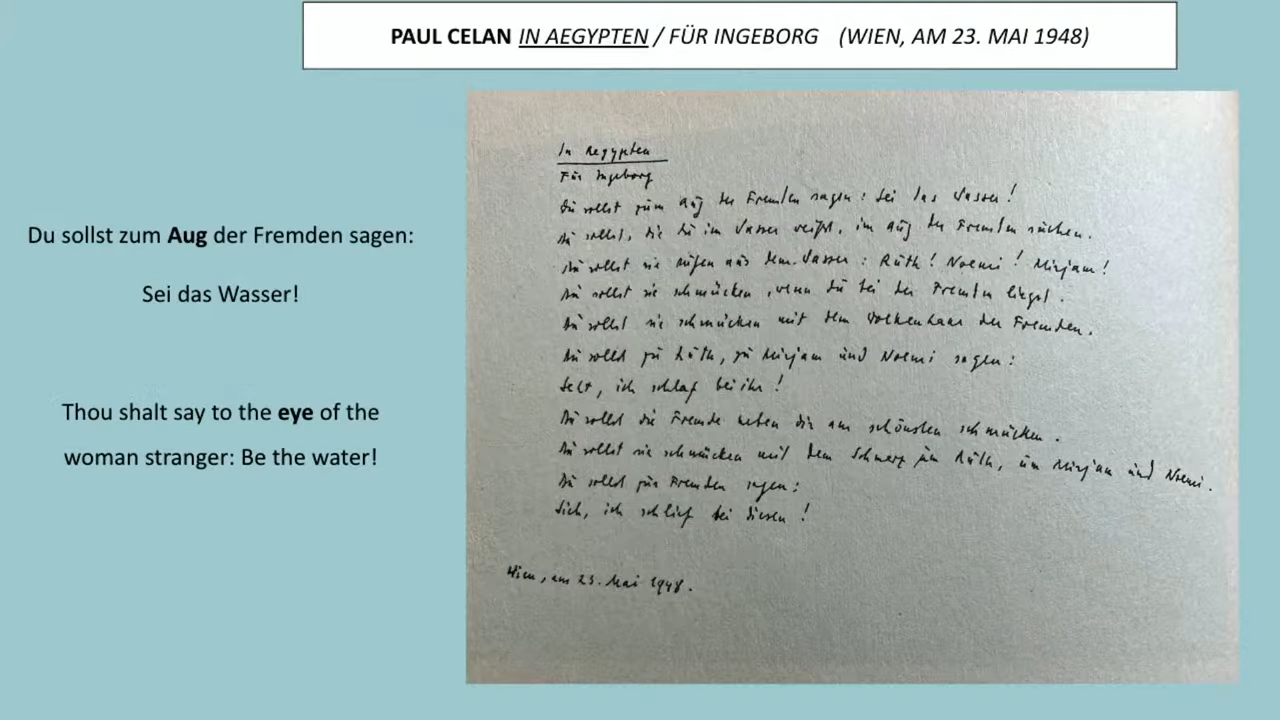 PAUL CELAN IN AEGYPTEN / FÜR INGEBORG (WIEN, AM 23. MAI 1948)
Du sollst zum Aug der Fremden sagen:
Sei das Wasser!
Thou shalt say to the eye of the
woman stranger: Be the water!
In Aegypten
Für Ingeborg
Du sollst zum Aug der Fremden sagen: Sei das Wasser!
Du sollst, die du im Wasser weißt, im Aug der Fremden suchen.
Du sollst sie rufen aus dem Wasser: Ruth! Noemi! Mirjam!
Du sollst sie schmücken, wenn du bei der Fremden liegst.
Du sollst sie schmücken mit dem Wolkenhaar der Fremden.
Du sollst zu Ruth, zu Mirjam und Noemi sagen:
Seht, ich schlaf bei ihr!
Du sollst die Fremde neben dir am schönsten schmücken.
Du sollst sie schmücken mit dem Schmerz um Ruth, um Mirjam und Noemi.
Du sollst zur Fremden sagen:
Sieh, ich schlief bei diesen!
Wien, am 23. Mai 1948.